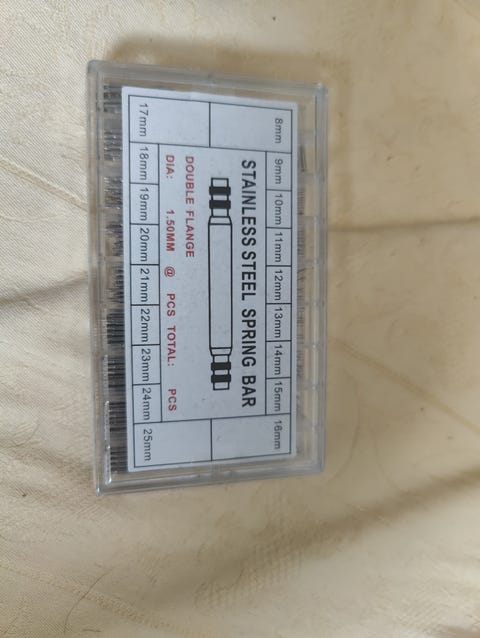 8mm 9mm 10mm 11mm 12mm 13mm 14mm 15mm 16mm
STAINLESS STEEL SPRING BAR
DOUBLE FLANGE
DIA: 1.50MM @ PCS TOTAL: PCS
17mm 18mm 19mm 20mm 21mm 22mm 23mm 24mm 25mm